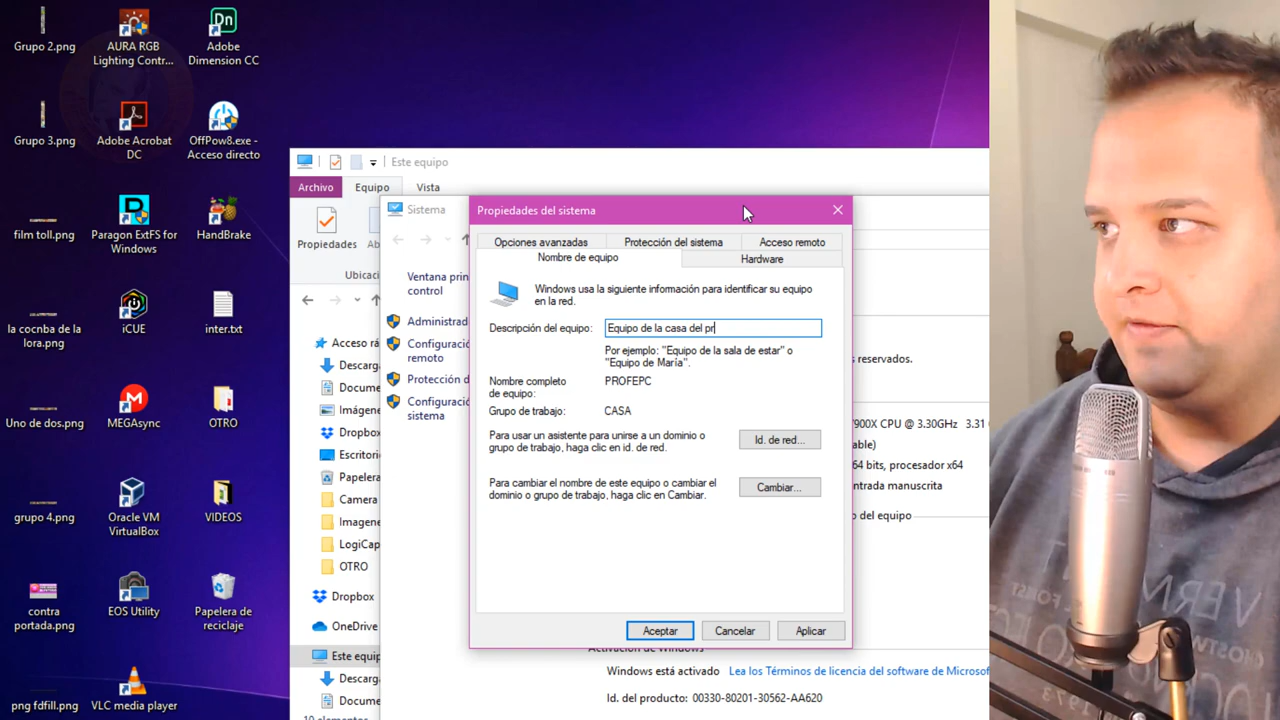 Grupo 2.png
AURA RGB
Lighting Contr...
Adobe
Dimension CC
Grupo 3.png
Adobe Acrobat
DC
OffPow8.exe -
Acceso directo
film toll.png
Paragon ExtFS for
Windows
HandBrake
la cocnba de la
lora.png
iCUE
inter.txt
Uno de dos.png
MEGAsync
OTRO
grupo 4.png
Oracle VM
VirtualBox
VIDEOS
contra
portada.png
EOS Utility
Papelera de
reciclaje
png fdfill.png
VLC media player
Este equipo
Archivo
Equipo
Vista
Propiedades
Ab
Ubicaci
Acceso rá
Descarg
Docume
Imágene
Dropbox
Escritori
Papelera
Camera
Imagene
LogiCap
OTRO
Dropbox
OneDrive
Este equip
Descarg
Docume
10 elementos
Sistema
Ventana prin
control
Administrad
Configuració
remoto
Protección d
Configuració
sistema
Propiedades del sistema
Opciones avanzadas
Protección del sistema
Acceso remoto
Nombre de equipo
Hardware
Windows usa la siguiente información para identificar su equipo
en la red.
Descripción del equipo:
Equipo de la casa del pr
Por ejemplo: "Equipo de la sala de estar" o
"Equipo de María".
Nombre completo
de equipo:
PROFEPC
Grupo de trabajo:
CASA
Para usar un asistente para unirse a un dominio o
grupo de trabajo, haga clic en id. de red.
Id. de red...
Para cambiar el nombre de este equipo o cambiar el
dominio o grupo de trabajo, haga clic en Cambiar.
Cambiar...
Aceptar
Cancelar
Aplicar
s reservados.
7900X CPU @ 3.30GHz 3.31
able)
64 bits, procesador x64
ntrada manuscrita
o del equipo
Activación de Windows
Windows está activado
Lea los Términos de licencia del software de Microsof
Id. del producto: 00330-80201-30562-AA620